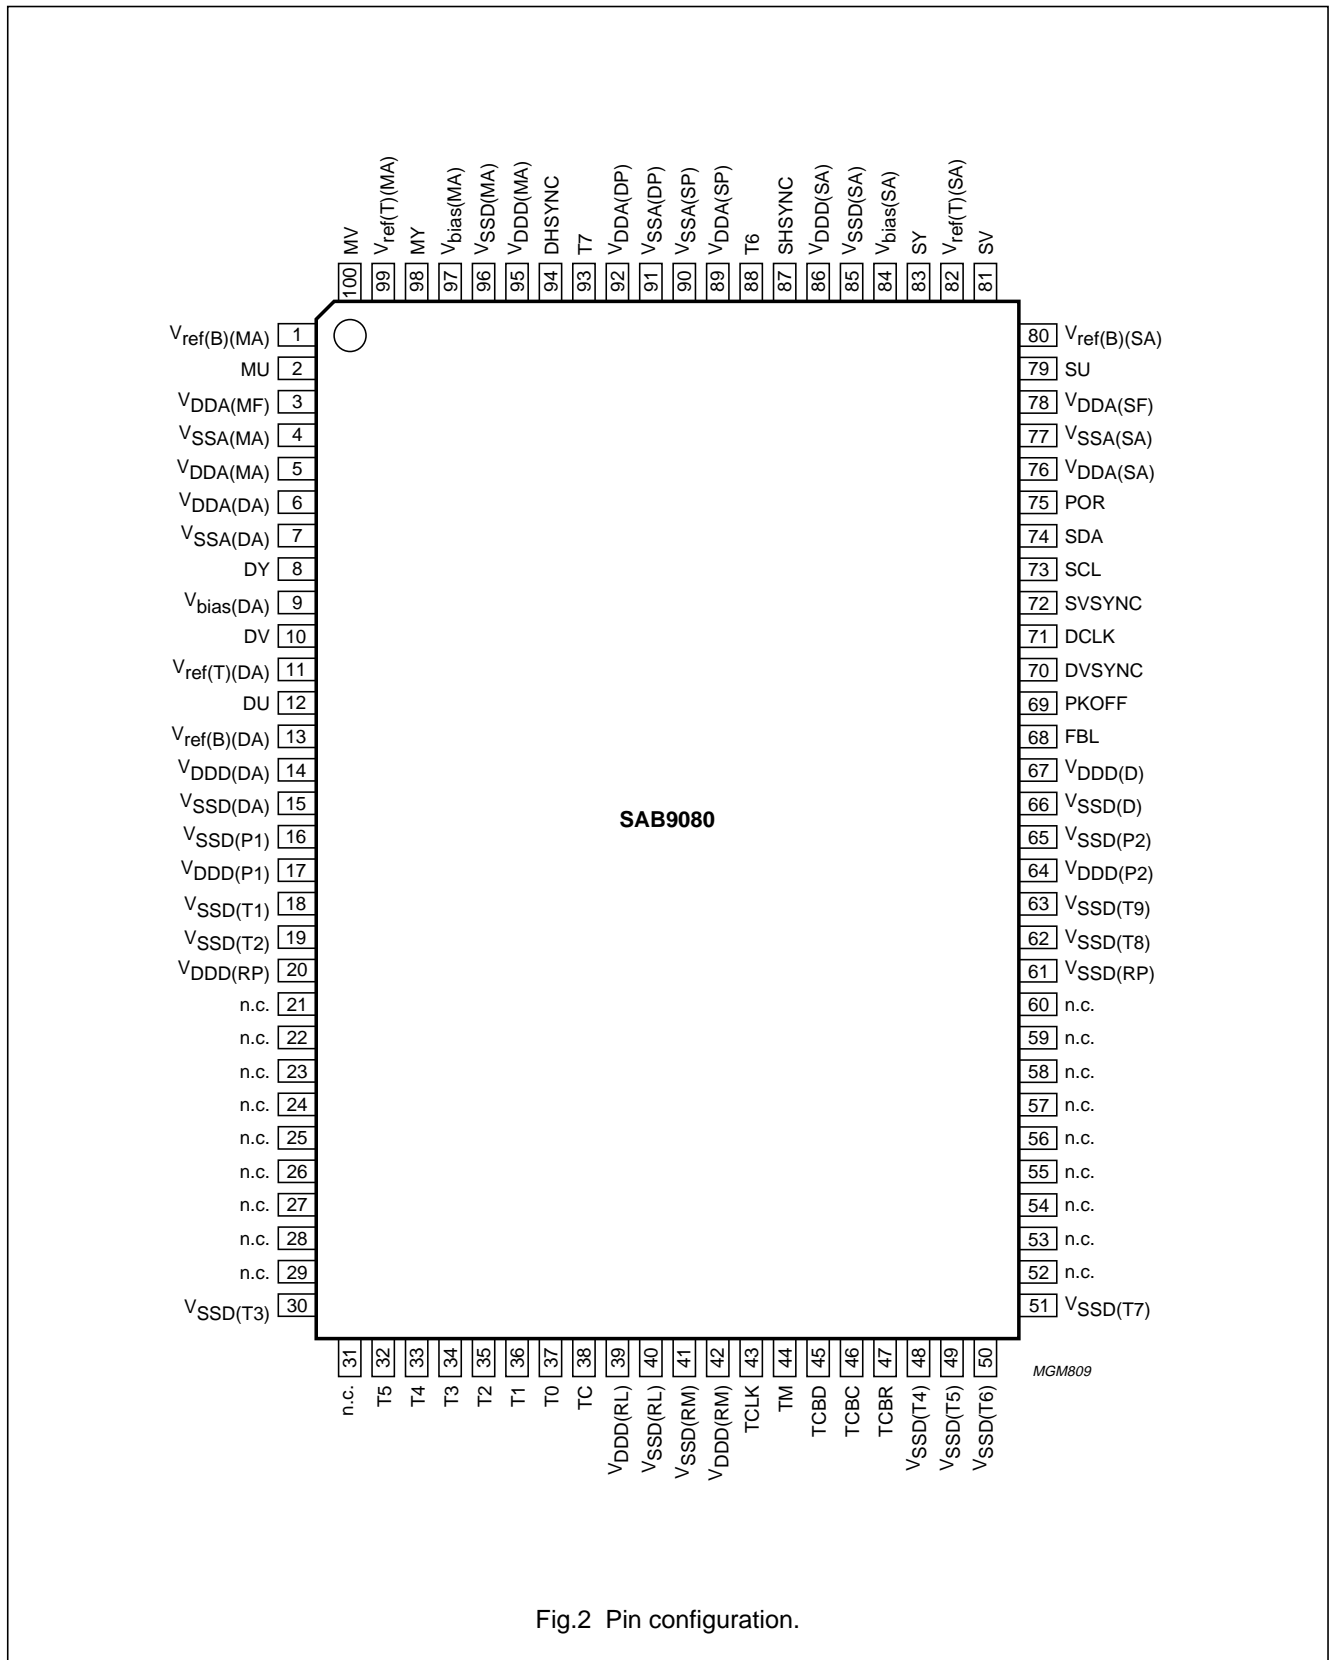 MV
Vref(T)(MA)
MY
Vbias(MA)
VSSD(MA)
VDDD(MA)
DHSYNC
T7
VDDA(DP)
VSSA(DP)
VSSA(SP)
VDDA(SP)
T6
SHSYNC
VDDD(SA)
VSSD(SA)
Vbias(SA)
SY
Vref(T)(SA)
SV
100 99 98 97 96 95 94 93 92 91 90 89 88 87 86 85 84 83 82 81
Vref(B)(MA) 1
MU 2
VDDA(MF) 3
VSSA(MA) 4
VDDA(MA) 5
VDDA(DA) 6
VSSA(DA) 7
DY 8
Vbias(DA) 9
DV 10
Vref(T)(DA) 11
DU 12
Vref(B)(DA) 13
VDDD(DA) 14
VSSD(DA) 15
VSSD(P1) 16
VDDD(P1) 17
VSSD(T1) 18
VSSD(T2) 19
VDDD(RP) 20
n.c. 21
n.c. 22
n.c. 23
n.c. 24
n.c. 25
n.c. 26
n.c. 27
n.c. 28
n.c. 29
VSSD(T3) 30
SAB9080
80 Vref(B)(SA)
79 SU
78 VDDA(SF)
77 VSSA(SA)
76 VDDA(SA)
75 POR
74 SDA
73 SCL
72 SVSYNC
71 DCLK
70 DVSYNC
69 PKOFF
68 FBL
67 VDDD(D)
66 VSSD(D)
65 VSSD(P2)
64 VDDD(P2)
63 VSSD(T9)
62 VSSD(T8)
61 VSSD(RP)
60 n.c.
59 n.c.
58 n.c.
57 n.c.
56 n.c.
55 n.c.
54 n.c.
53 n.c.
52 n.c.
51 VSSD(T7)
31 32 33 34 35 36 37 38 39 40 41 42 43 44 45 46 47 48 49 50
n.c.
T5
T4
T3
T2
T1
T0
TC
VDDD(RL)
VSSD(RL)
VSSD(RM)
VDDD(RM)
TCLK
TM
TCBD
TCBC
TCBR
VSSD(T4)
VSSD(T5)
VSSD(T6)
MGM809
Fig.2 Pin configuration.